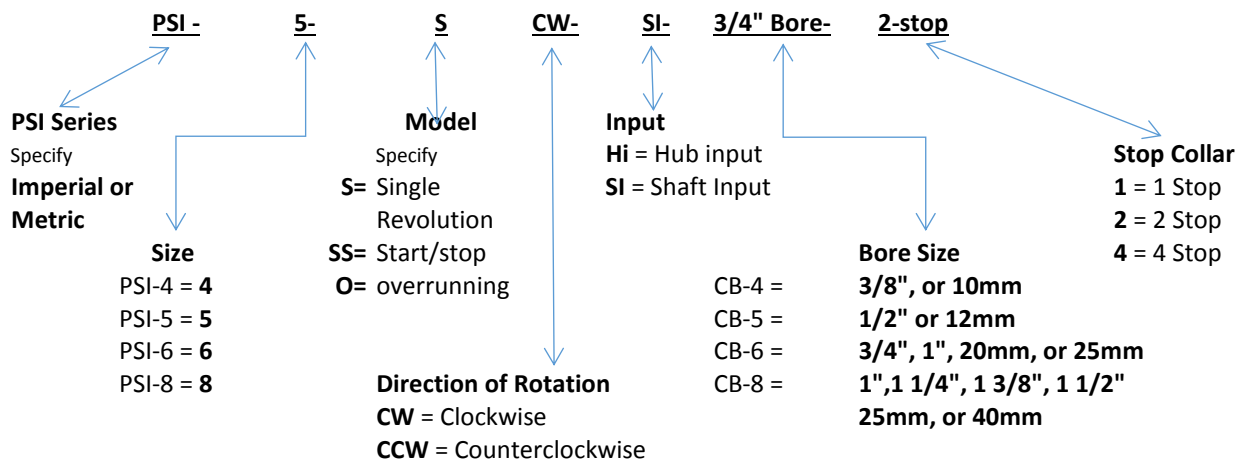 PSI - 5- S CW- SI- 3/4" Bore- 2-stop
PSI Series
Specify
Imperial or
Metric
Size
PSI-4 = 4
PSI-5 = 5
PSI-6 = 6
PSI-8 = 8
Model
Specify
S= Single
Revolution
SS= Start/stop
O= overrunning
Direction of Rotation
CW = Clockwise
CCW = Counterclockwise
Input
Hi = Hub input
SI = Shaft Input
Bore Size
CB-4 = 3/8", or 10mm
CB-5 = 1/2" or 12mm
CB-6 = 3/4", 1", 20mm, or 25mm
CB-8 = 1",1 1/4", 1 3/8", 1 1/2"
25mm, or 40mm
Stop Collar
1 = 1 Stop
2 = 2 Stop
4 = 4 Stop